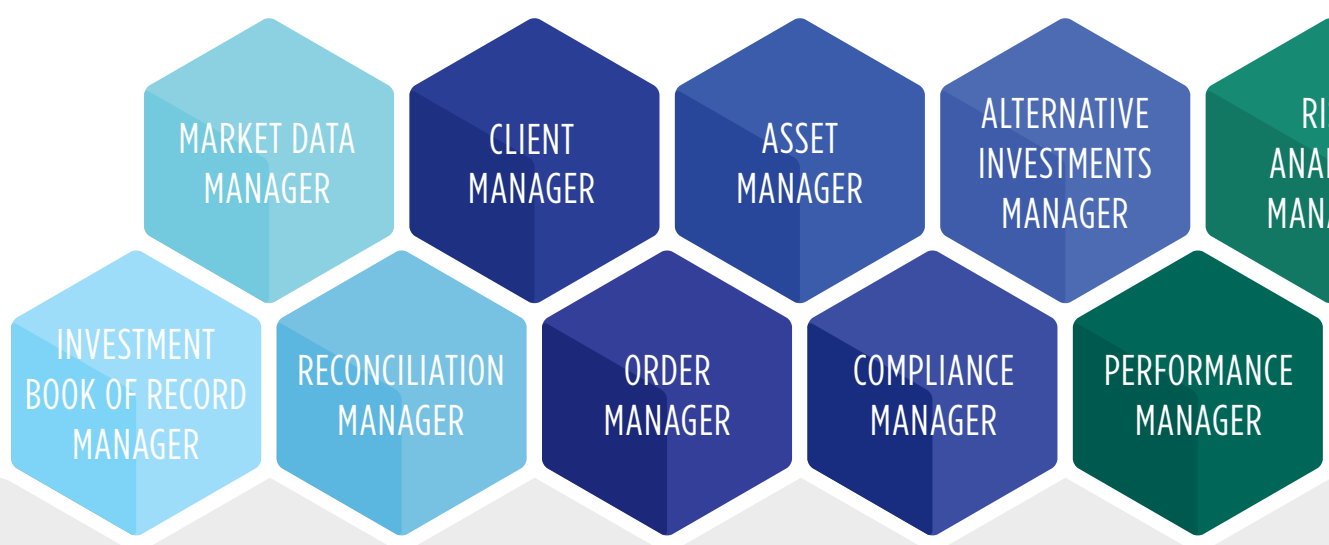 MARKET DATA
MANAGER
CLIENT
MANAGER
ASSET
MANAGER
ALTERNATIVE
INVESTMENTS
MANAGER
INVESTMENT
BOOK OF RECORD
MANAGER
RECONCILIATION
MANAGER
ORDER
MANAGER
COMPLIANCE
MANAGER
PERFORMANCE
MANAGER